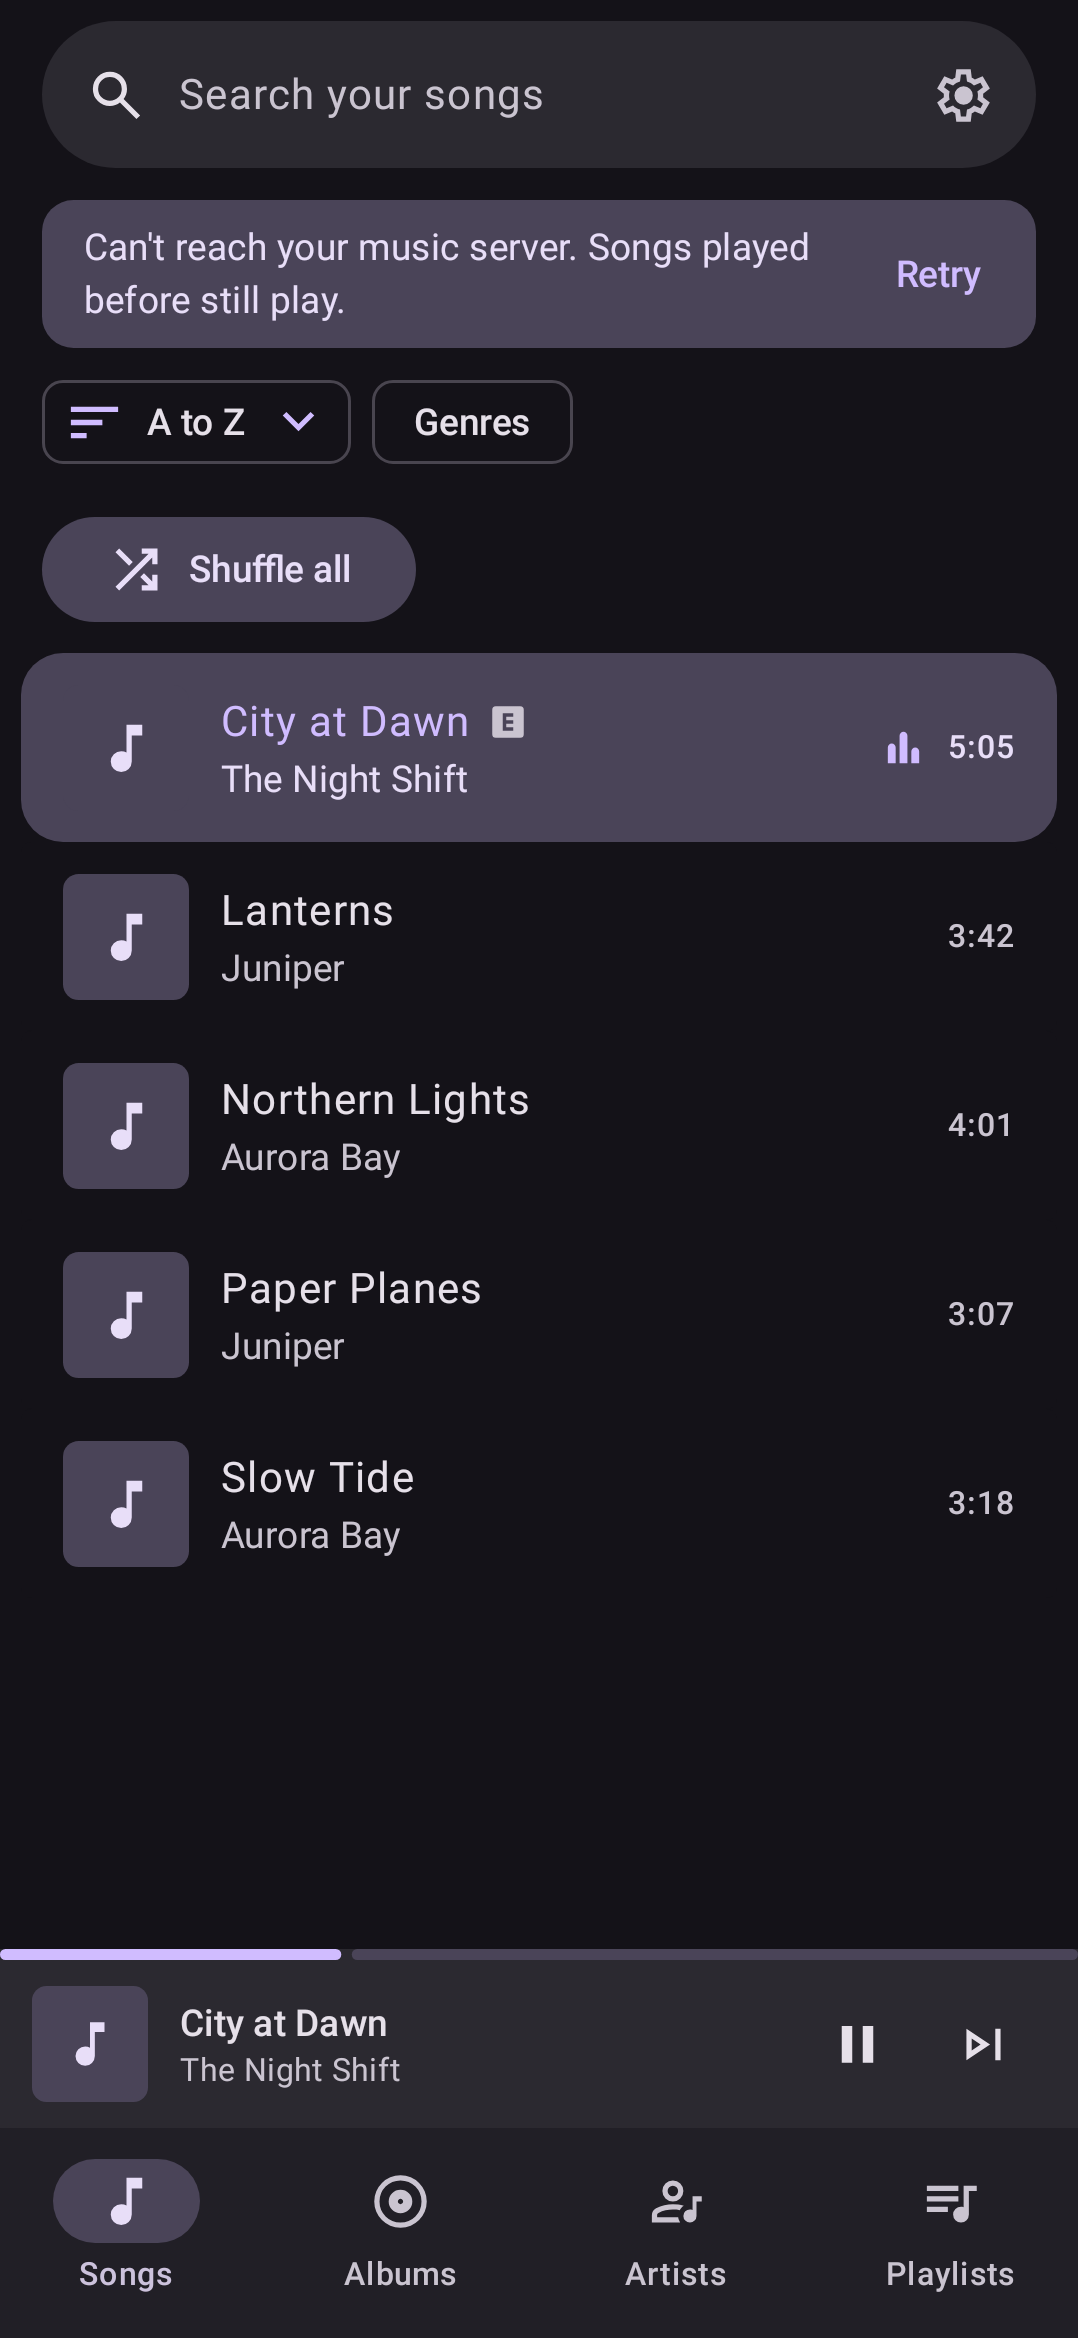 Search your songs
Can't reach your music server. Songs played
before still play.
Retry
A to Z
Genres
Shuffle all
City at Dawn E
The Night Shift
5:05
Lanterns
Juniper
3:42
Northern Lights
Aurora Bay
4:01
Paper Planes
Juniper
3:07
Slow Tide
Aurora Bay
3:18
City at Dawn
The Night Shift
Songs
Albums
Artists
Playlists